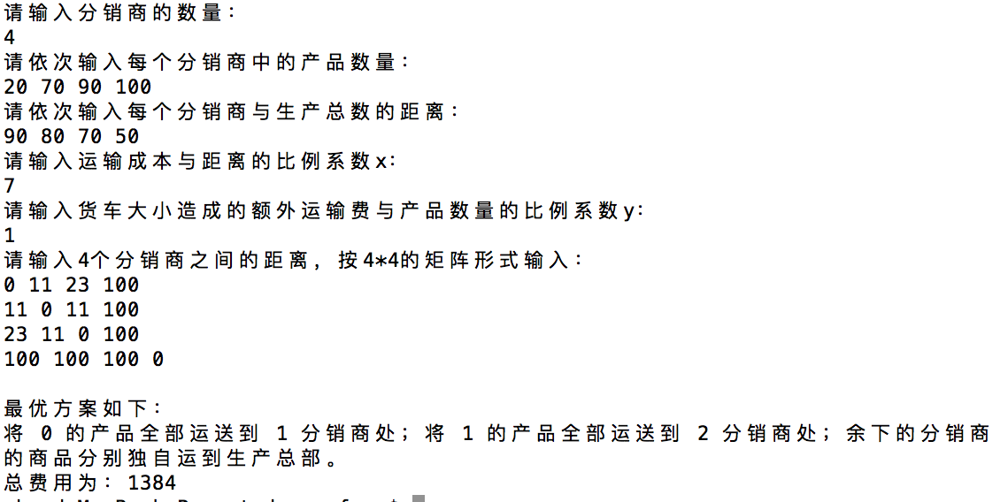 请输入分销商的数量：
4
请依次输入每个分销商中的产品数量：
20 70 90 100
请依次输入每个分销商与生产总数的距离：
90 80 70 50
请输入运输成本与距离的比例系数x：
7
请输入货车大小造成的额外运输费与产品数量的比例系数y：
1
请输入4个分销商之间的距离，按4*4的矩阵形式输入：
0 11 23 100
11 0 11 100
23 11 0 100
100 100 100 0
最优方案如下：
将 0 的产品全部运送到 1 分销商处；将 1 的产品全部运送到 2 分销商处；余下的分销商
的商品分别独自运到生产总部。
总费用为： 1384